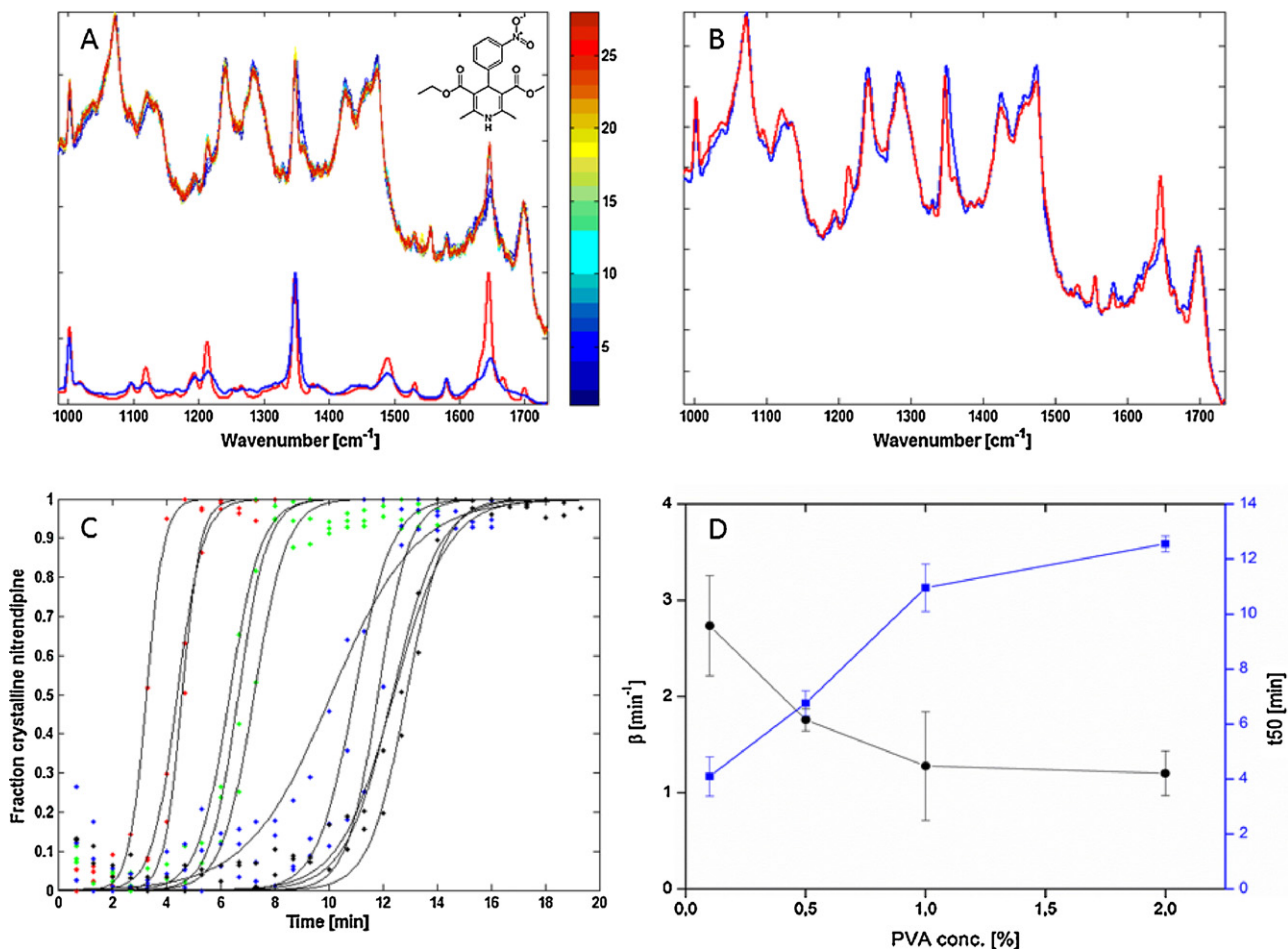 A
O⁻
N⁺
O
O
O
O
O
N
H
25
20
15
10
5
1000 1100 1200 1300 1400 1500 1600 1700
Wavenumber [cm⁻¹]
B
1000 1100 1200 1300 1400 1500 1600 1700
Wavenumber [cm⁻¹]
C
Fraction crystalline nitrendipine
1
0.9
0.8
0.7
0.6
0.5
0.4
0.3
0.2
0.1
0
0 2 4 6 8 10 12 14 16 18 20
Time [min]
D
β [min⁻¹]
4
3
2
1
0
t50 [min]
14
12
10
8
6
4
2
0
0,0 0,5 1,0 1,5 2,0
PVA conc. [%]